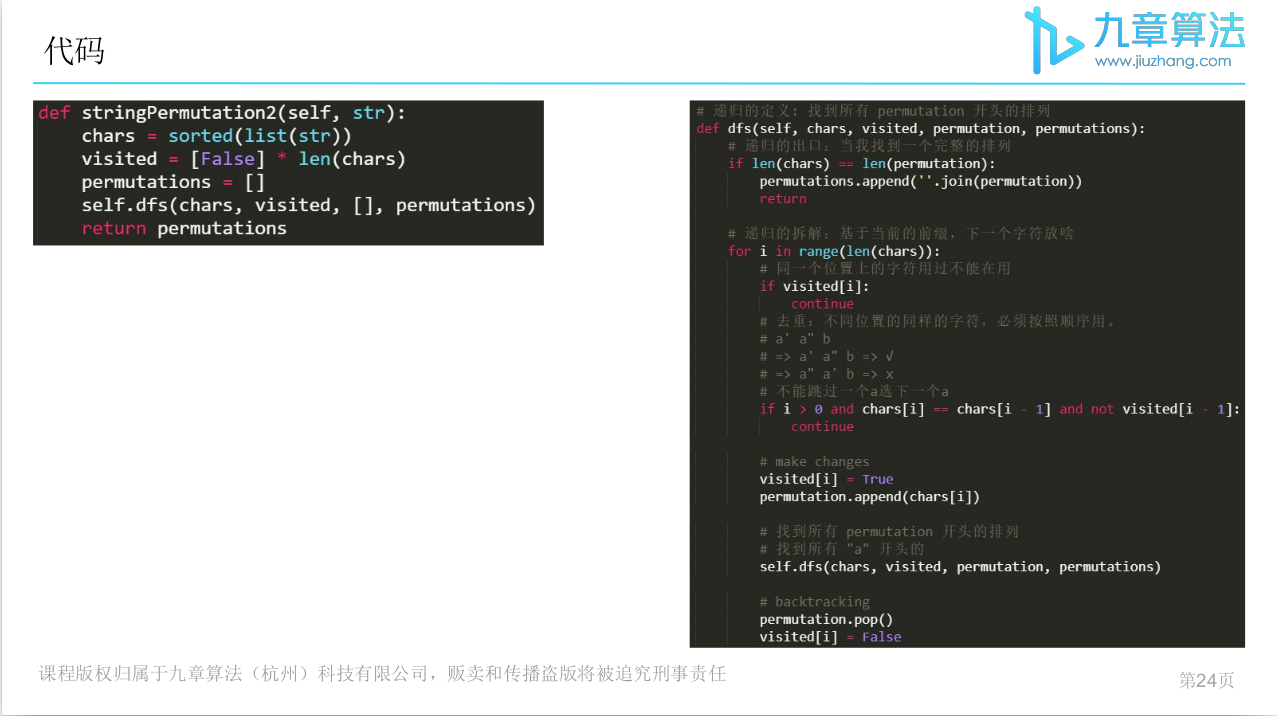 代码
九章算法
www.jiuzhang.com
def stringPermutation2(self, str):
    chars = sorted(list(str))
    visited = [False] * len(chars)
    permutations = []
    self.dfs(chars, visited, [], permutations)
    return permutations
# 递归的定义: 找到所有 permutation 开头的排列
def dfs(self, chars, visited, permutation, permutations):
    # 递归的出口: 当我找到一个完整的排列
    if len(chars) == len(permutation):
        permutations.append(''.join(permutation))
        return
    # 递归的拆解: 基于当前的前缀, 下一个字符放啥
    for i in range(len(chars)):
        # 同一个位置上的字符用过不能在用
        if visited[i]:
            continue
        # 去重: 不同位置的同样的字符, 必须按照顺序用。
        # a' a" b
        # => a' a" b => √
        # => a" a' b => x
        # 不能跳过一个a选下一个a
        if i > 0 and chars[i] == chars[i - 1] and not visited[i - 1]:
            continue
        # make changes
        visited[i] = True
        permutation.append(chars[i])
        # 找到所有 permutation 开头的排列
        # 找到所有 "a" 开头的
        self.dfs(chars, visited, permutation, permutations)
        # backtracking
        permutation.pop()
        visited[i] = False
课程版权归属于九章算法（杭州）科技有限公司，贩卖和传播盗版将被追究刑事责任
第24页